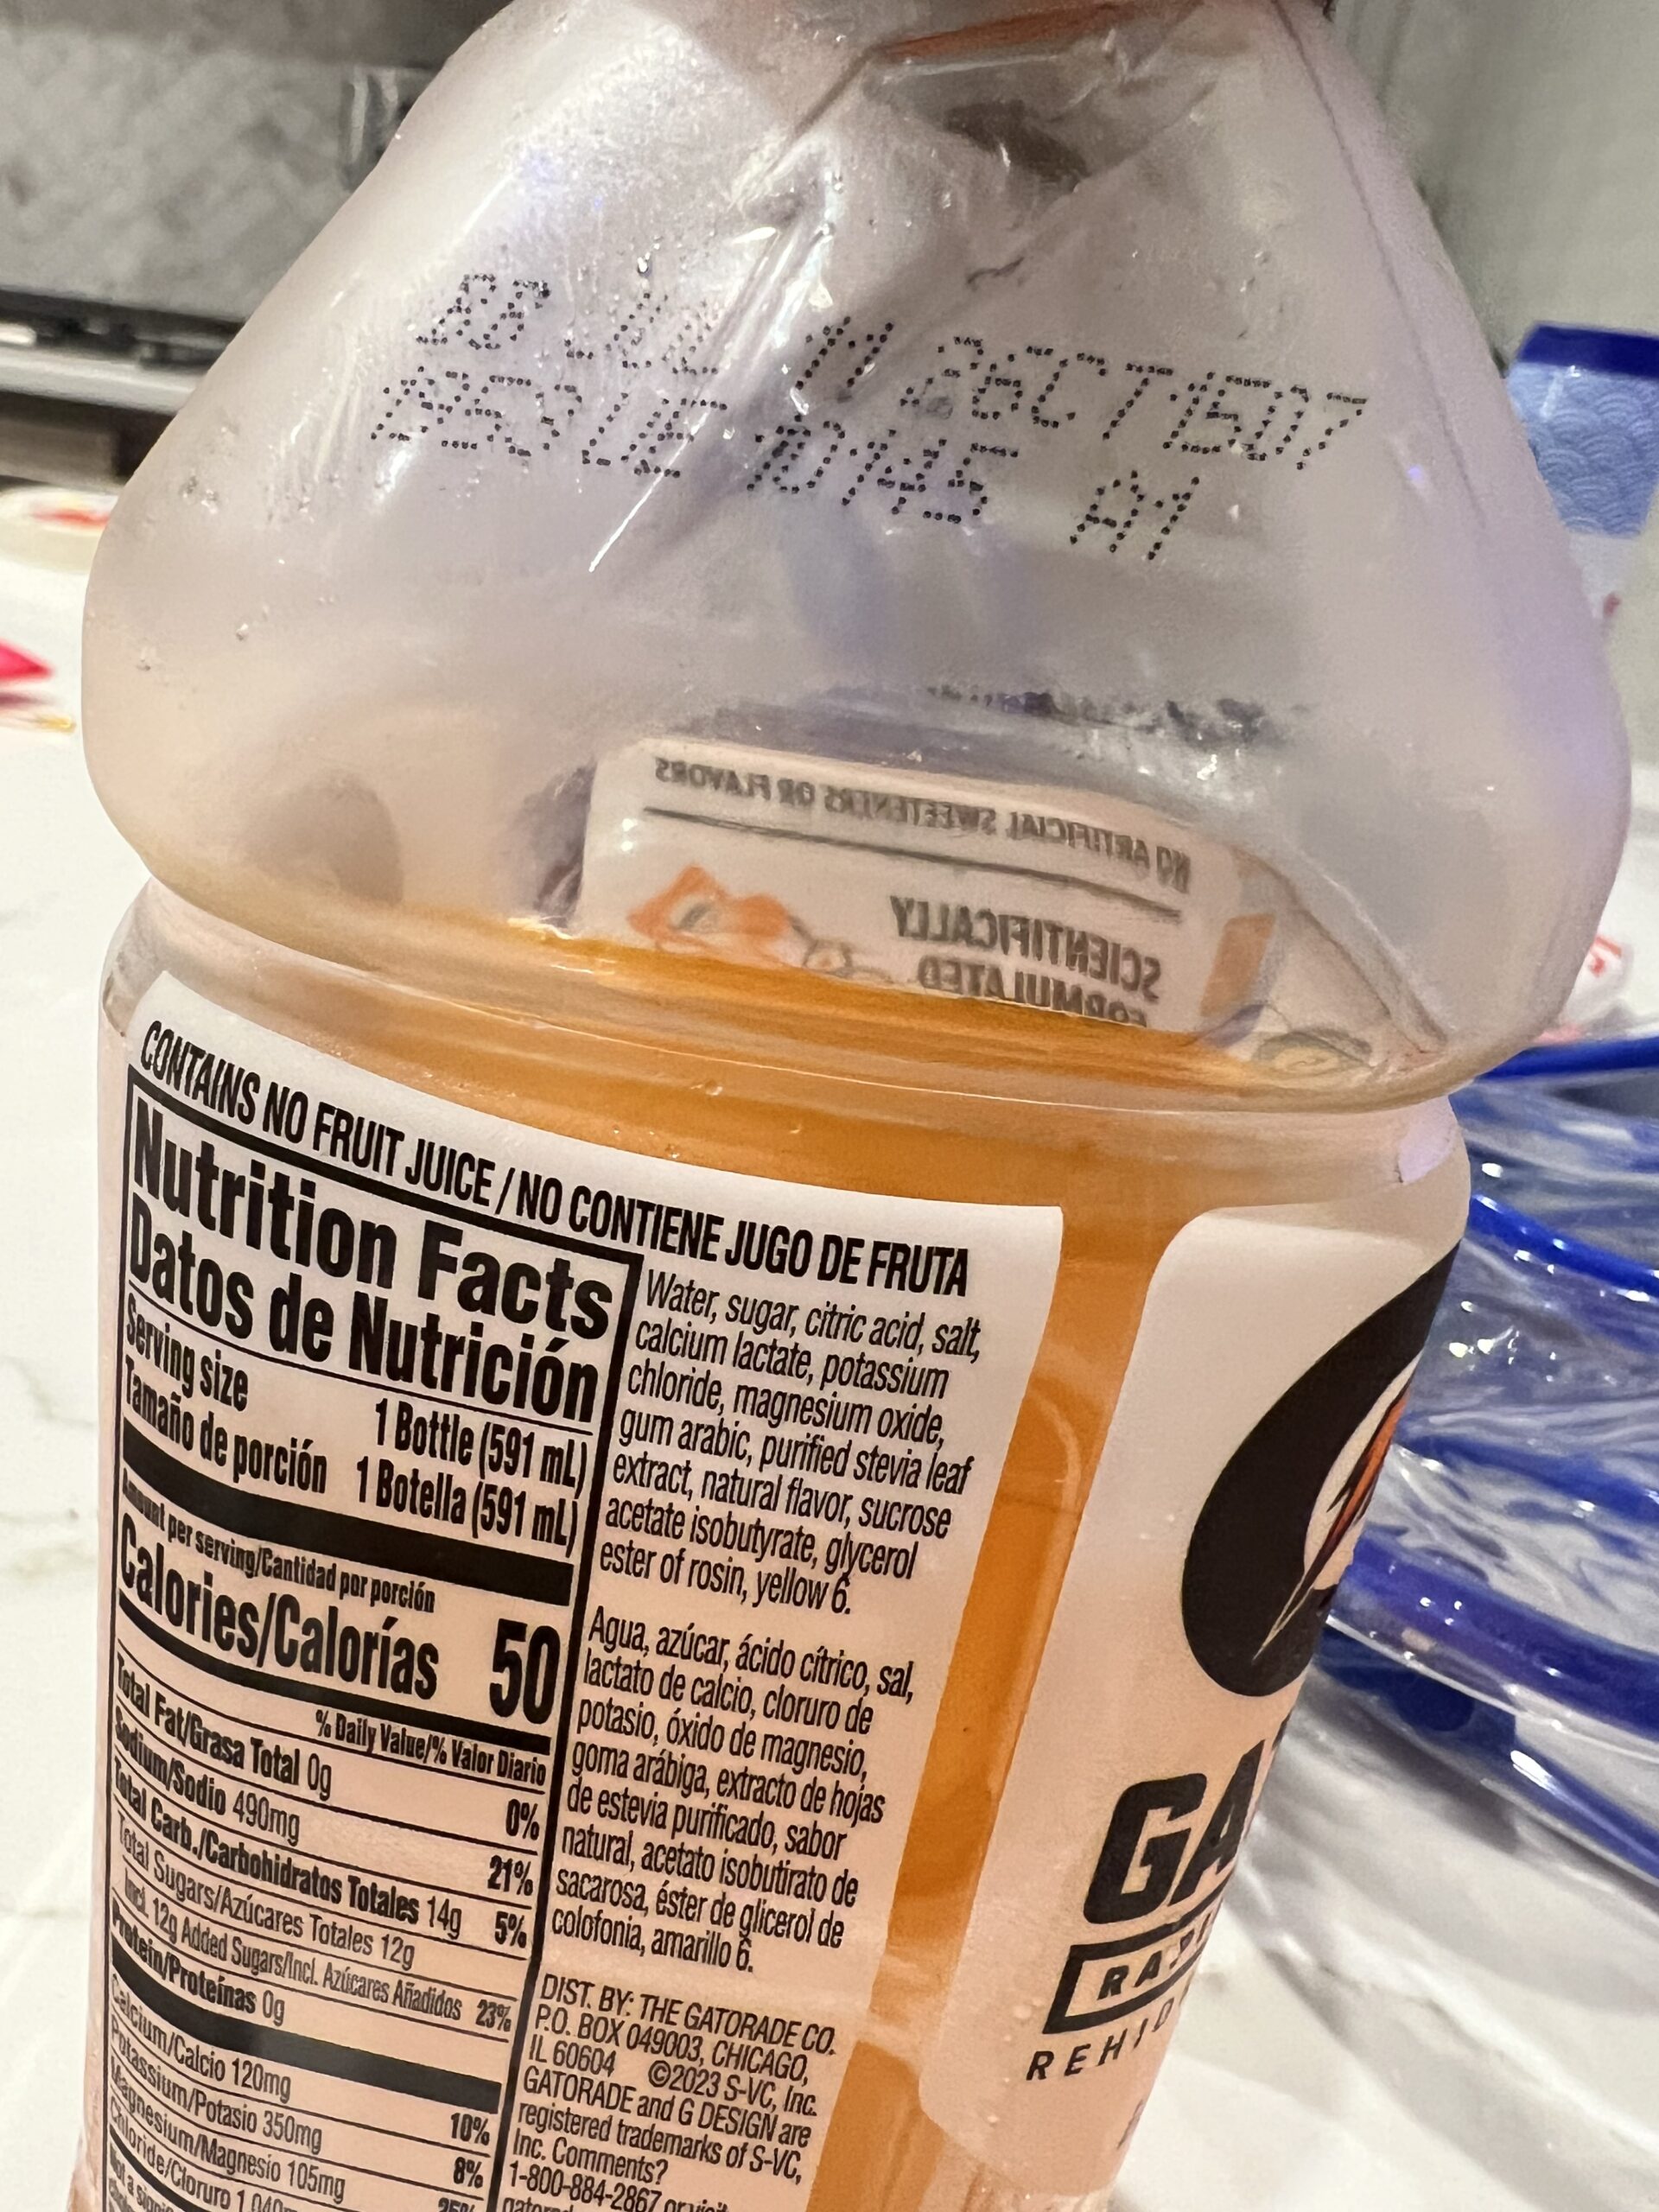 10145 A1
NO ARTIFICIAL SWEETENERS OR FLAVORS
SCIENTIFICALLY
FORMULATED
CONTAINS NO FRUIT JUICE / NO CONTIENE JUGO DE FRUTA
Nutrition Facts
Datos de Nutrición
Serving size
1 Bottle (591 mL)
Tamaño de porción 1 Botella (591 mL)
Amount per serving/Cantidad por porción
Calories/Calorías 50
% Daily Value/% Valor Diario
Total Fat/Grasa Total 0g 0%
Sodium/Sodio 490mg 21%
Total Carb./Carbohidratos Totales 14g 5%
Total Sugars/Azúcares Totales 12g
Incl. 12g Added Sugars/Incl. Azúcares Añadidos 23%
Protein/Proteínas 0g
Calcium/Calcio 120mg 10%
Potassium/Potasio 350mg 8%
Magnesium/Magnesio 105mg 25%
Chloride/Cloruro
Water, sugar, citric acid, salt,
calcium lactate, potassium
chloride, magnesium oxide,
gum arabic, purified stevia leaf
extract, natural flavor, sucrose
acetate isobutyrate, glycerol
ester of rosin, yellow 6.
Agua, azúcar, ácido cítrico, sal,
lactato de calcio, cloruro de
potasio, óxido de magnesio,
goma arábiga, extracto de hojas
de estevia purificado, sabor
natural, acetato isobutirato de
sacarosa, éster de glicerol de
colofonia, amarillo 6.
DIST. BY: THE GATORADE CO.
P.O. BOX 049003, CHICAGO,
IL 60604 ©2023 S-VC, Inc.
GATORADE and G DESIGN are
registered trademarks of S-VC,
Inc. Comments?
1-800-884-2867 or visit
GA
RAPI
REHID